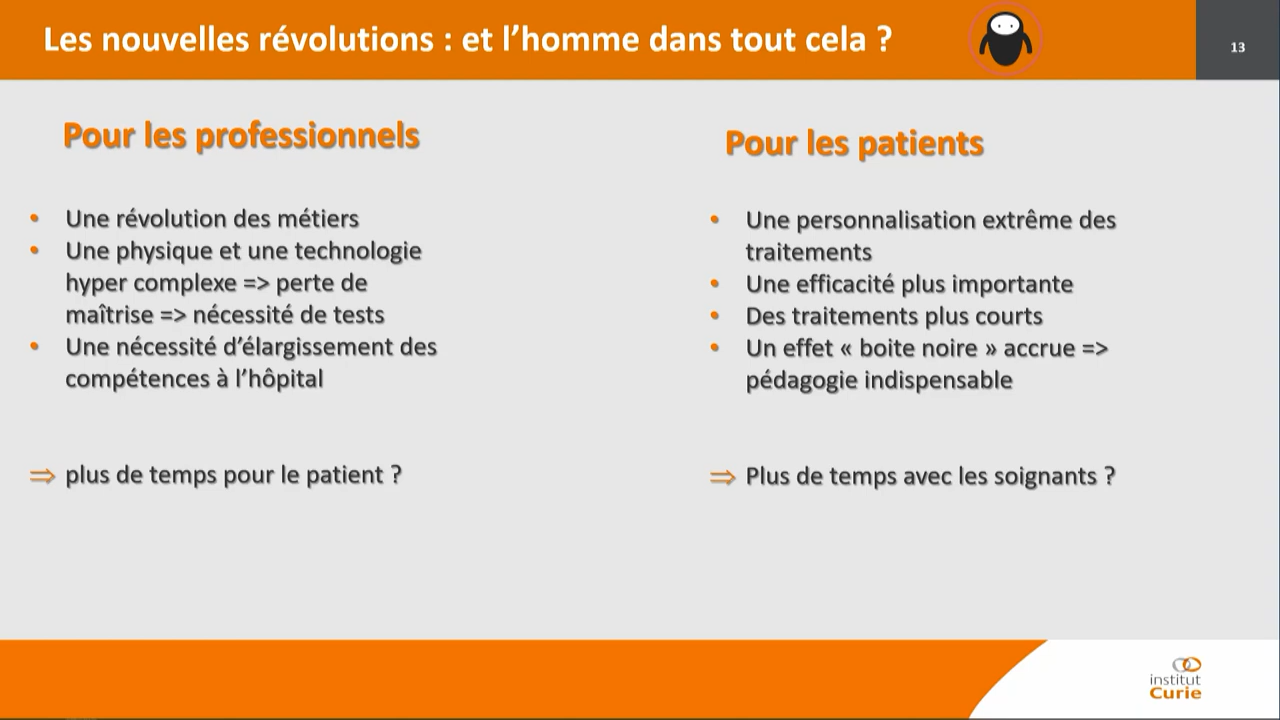 Les nouvelles révolutions : et l’homme dans tout cela ?
13
Pour les professionnels
• Une révolution des métiers
• Une physique et une technologie
hyper complexe => perte de
maîtrise => nécessité de tests
• Une nécessité d’élargissement des
compétences à l’hôpital
⇒ plus de temps pour le patient ?
Pour les patients
• Une personnalisation extrême des
traitements
• Une efficacité plus importante
• Des traitements plus courts
• Un effet « boite noire » accrue =>
pédagogie indispensable
⇒ Plus de temps avec les soignants ?
institut
Curie